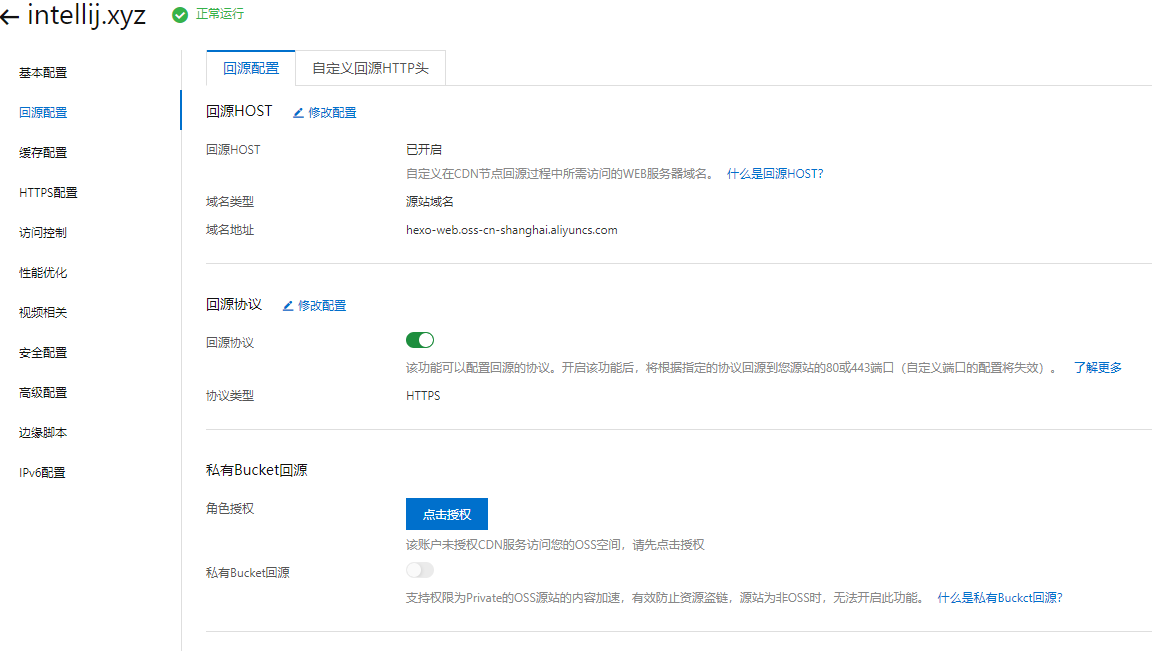 intellij.xyz 正常运行
基本配置
回源配置
缓存配置
HTTPS配置
访问控制
性能优化
视频相关
安全配置
高级配置
边缘脚本
IPv6配置
回源配置 自定义回源HTTP头
回源HOST 修改配置
回源HOST 已开启
自定义在CDN节点回源过程中所需访问的WEB服务器域名。 什么是回源HOST?
域名类型 源站域名
域名地址 hexo-web.oss-cn-shanghai.aliyuncs.com
回源协议 修改配置
回源协议
该功能可以配置回源的协议。开启该功能后，将根据指定的协议回源到您源站的80或443端口（自定义端口的配置将失效）。 了解更多
协议类型 HTTPS
私有Bucket回源
角色授权 点击授权
该账户未授权CDN服务访问您的OSS空间，请先点击授权
私有Bucket回源
支持权限为Private的OSS源站的内容加速，有效防止资源盗链，源站为非OSS时，无法开启此功能。 什么是私有Buckct回源?